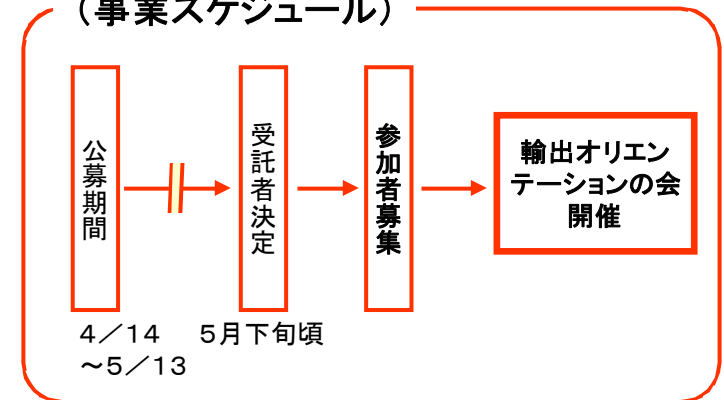 （事業スケジュール）
公募期間
受託者決定
参加者募集
輸出オリエン
テーションの会
開催
４／１４
～５／１３
５月下旬頃